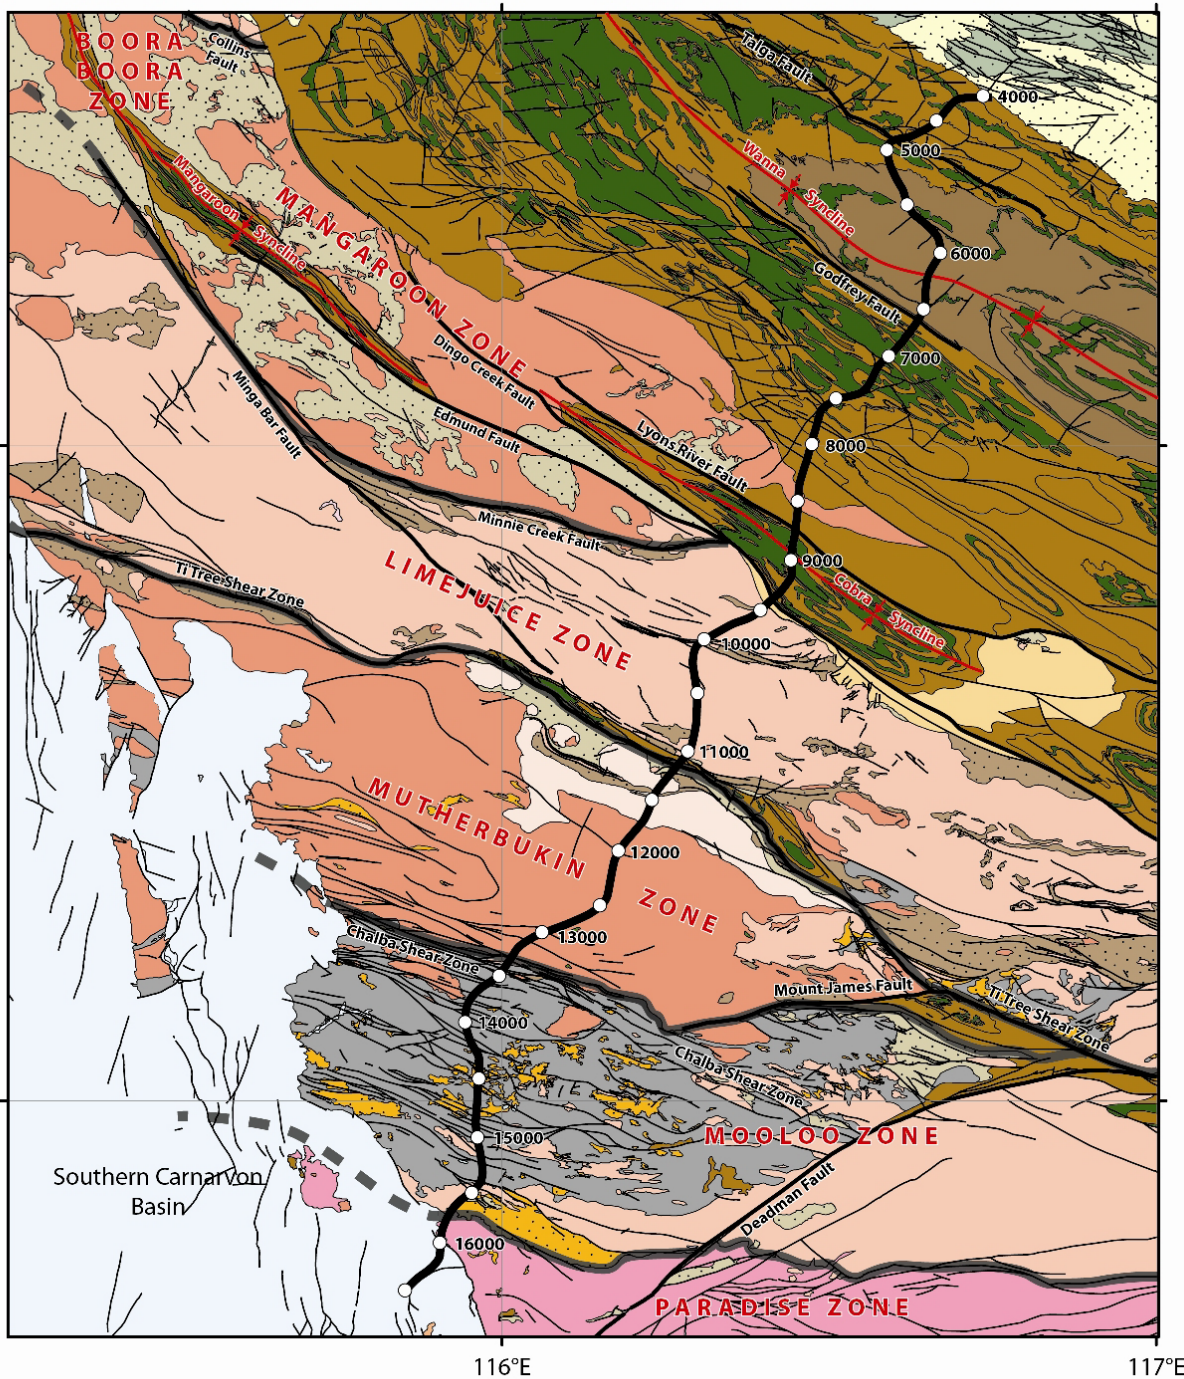 BOORA
BOORA
ZONE
Collins
Fault
Talga Fault
4000
5000
Wanna
Syncline
Mangaroon
Syncline
MANGAROON ZONE
6000
Godfrey Fault
7000
Dingo Creek Fault
Minga Bar Fault
Edmund Fault
Lyons River Fault
8000
Minnie Creek Fault
9000
Ti Tree Shear Zone
LIMEJUICE ZONE
Cobra
Syncline
10000
11000
MUTHERBUKIN
ZONE
12000
13000
Chalba Shear Zone
Mount James Fault
Ti Tree Shear Zone
14000
Chalba Shear Zone
15000
MOOLOO ZONE
Southern Carnarvon
Basin
Deadman Fault
16000
PARADISE ZONE
116°E
117°E